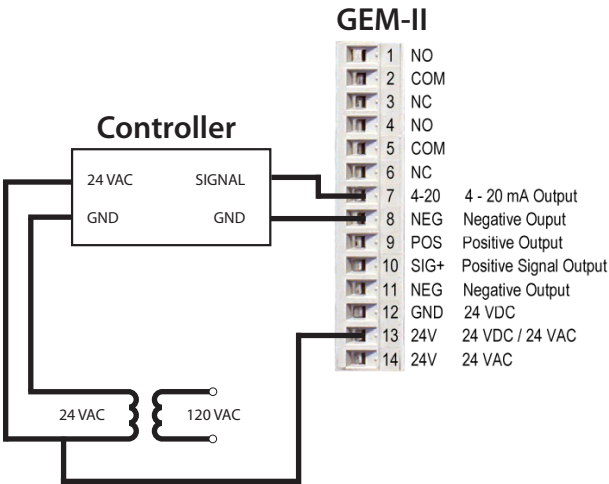 GEM-II
1 NO
2 COM
3 NC
4 NO
5 COM
6 NC
7 4-20 4 - 20 mA Output
8 NEG Negative Ouput
9 POS Positive Output
10 SIG+ Positive Signal Output
11 NEG Negative Output
12 GND 24 VDC
13 24V 24 VDC / 24 VAC
14 24V 24 VAC
Controller
24 VAC SIGNAL
GND GND
24 VAC 120 VAC